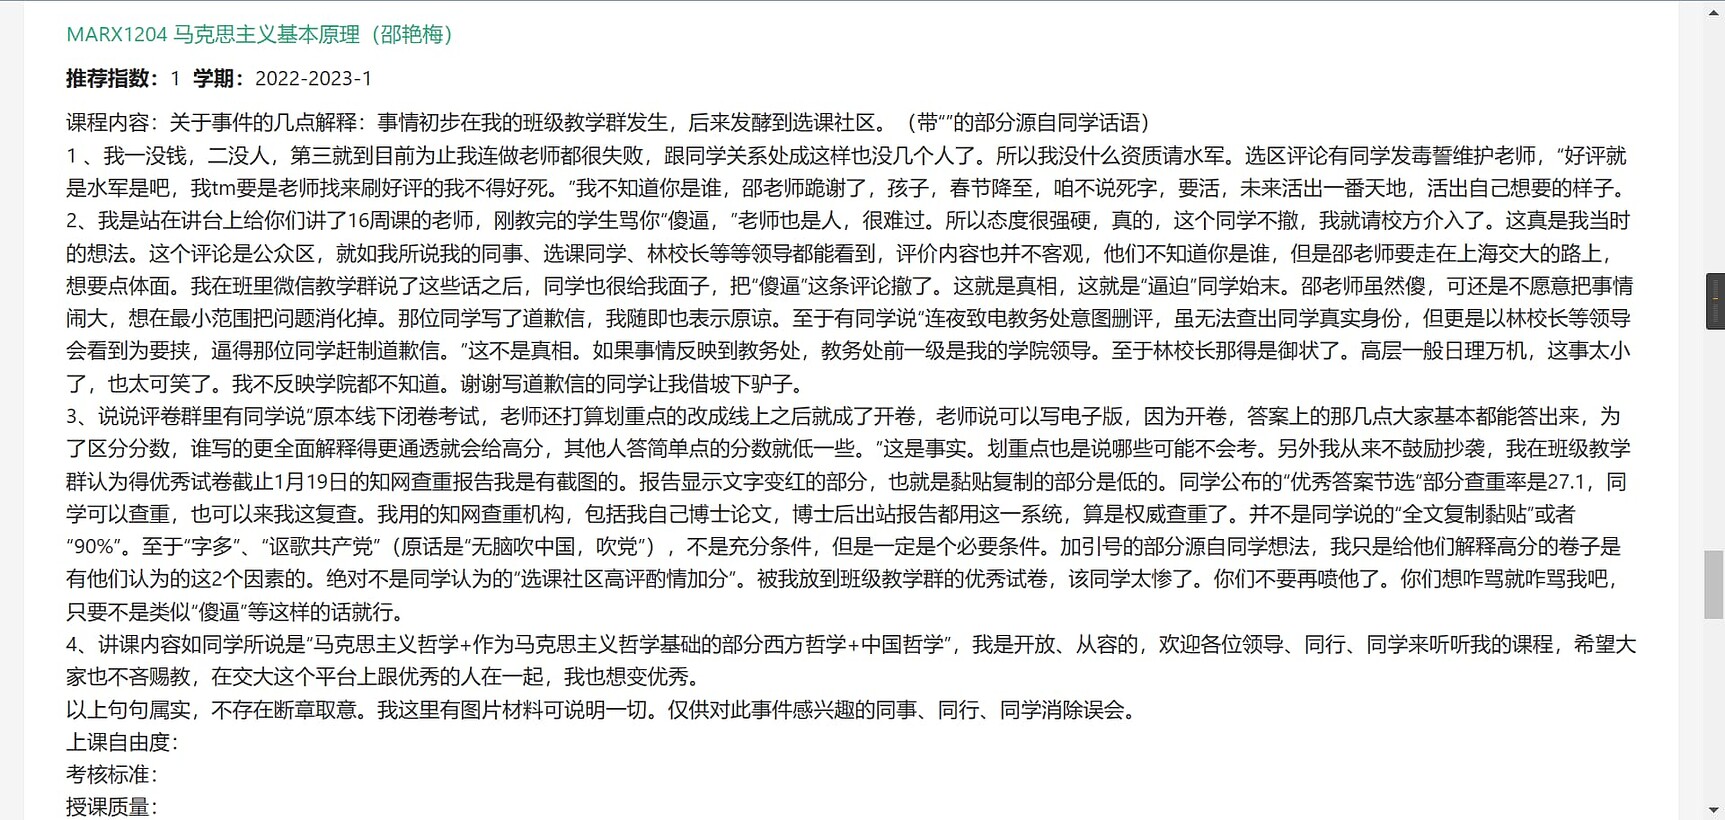 MARX1204 马克思主义基本原理（邵艳梅）
推荐指数：1 学期：2022-2023-1
课程内容：关于事件的几点解释：事情初步在我的班级教学群发生，后来发酵到选课社区。（带“”的部分源自同学话语）
1 、我一没钱，二没人，第三就到目前为止我连做老师都很失败，跟同学关系处成这样也没几个人了。所以我没什么资质请水军。选区评论有同学发毒誓维护老师，“好评就
是水军是吧，我tm要是老师找来刷好评的我不得好死。”我不知道你是谁，邵老师跪谢了，孩子，春节降至，咱不说死字，要活，未来活出一番天地，活出自己想要的样子。
2、我是站在讲台上给你们讲了16周课的老师，刚教完的学生骂你“傻逼，”老师也是人，很难过。所以态度很强硬，真的，这个同学不撤，我就请校方介入了。这真是我当时
的想法。这个评论是公众区，就如我所说我的同事、选课同学、林校长等等领导都能看到，评价内容也并不客观，他们不知道你是谁，但是邵老师要走在上海交大的路上，
想要点体面。我在班里微信教学群说了这些话之后，同学也很给我面子，把“傻逼”这条评论撤了。这就是真相，这就是“逼迫”同学始末。邵老师虽然傻，可还是不愿意把事情
闹大，想在最小范围把问题消化掉。那位同学写了道歉信，我随即也表示原谅。至于有同学说“连夜致电教务处意图删评，虽无法查出同学真实身份，但更是以林校长等领导
会看到为要挟，逼得那位同学赶制道歉信。”这不是真相。如果事情反映到教务处，教务处前一级是我的学院领导。至于林校长那得是御状了。高层一般日理万机，这事太小
了，也太可笑了。我不反映学院都不知道。谢谢写道歉信的同学让我借坡下驴子。
3、说说评卷群里有同学说“原本线下闭卷考试，老师还打算划重点的改成线上之后就成了开卷，老师说可以写电子版，因为开卷，答案上的那几点大家基本都能答出来，为
了区分分数，谁写的更全面解释得更通透就会给高分，其他人答简单点的分数就低一些。”这是事实。划重点也是说哪些可能不会考。另外我从来不鼓励抄袭，我在班级教学
群认为得优秀试卷截止1月19日的知网查重报告我是有截图的。报告显示文字变红的部分，也就是黏贴复制的部分是低的。同学公布的“优秀答案节选“部分查重率是27.1，同
学可以查重，也可以来我这复查。我用的知网查重机构，包括我自己博士论文，博士后出站报告都用这一系统，算是权威查重了。并不是同学说的“全文复制黏贴”或者
“90%”。至于“字多”、“讴歌共产党”（原话是“无脑吹中国，吹党”），不是充分条件，但是一定是个必要条件。加引号的部分源自同学想法，我只是给他们解释高分的卷子是
有他们认为的这2个因素的。绝对不是同学认为的“选课社区高评酌情加分”。被我放到班级教学群的优秀试卷，该同学太惨了。你们不要再喷他了。你们想咋骂就咋骂我吧，
只要不是类似“傻逼”等这样的话就行。
4、讲课内容如同学所说是“马克思主义哲学+作为马克思主义哲学基础的部分西方哲学+中国哲学”，我是开放、从容的，欢迎各位领导、同行、同学来听听我的课程，希望大
家也不吝赐教，在交大这个平台上跟优秀的人在一起，我也想变优秀。
以上句句属实，不存在断章取意。我这里有图片材料可说明一切。仅供对此事件感兴趣的同事、同行、同学消除误会。
上课自由度：
考核标准：
授课质量：